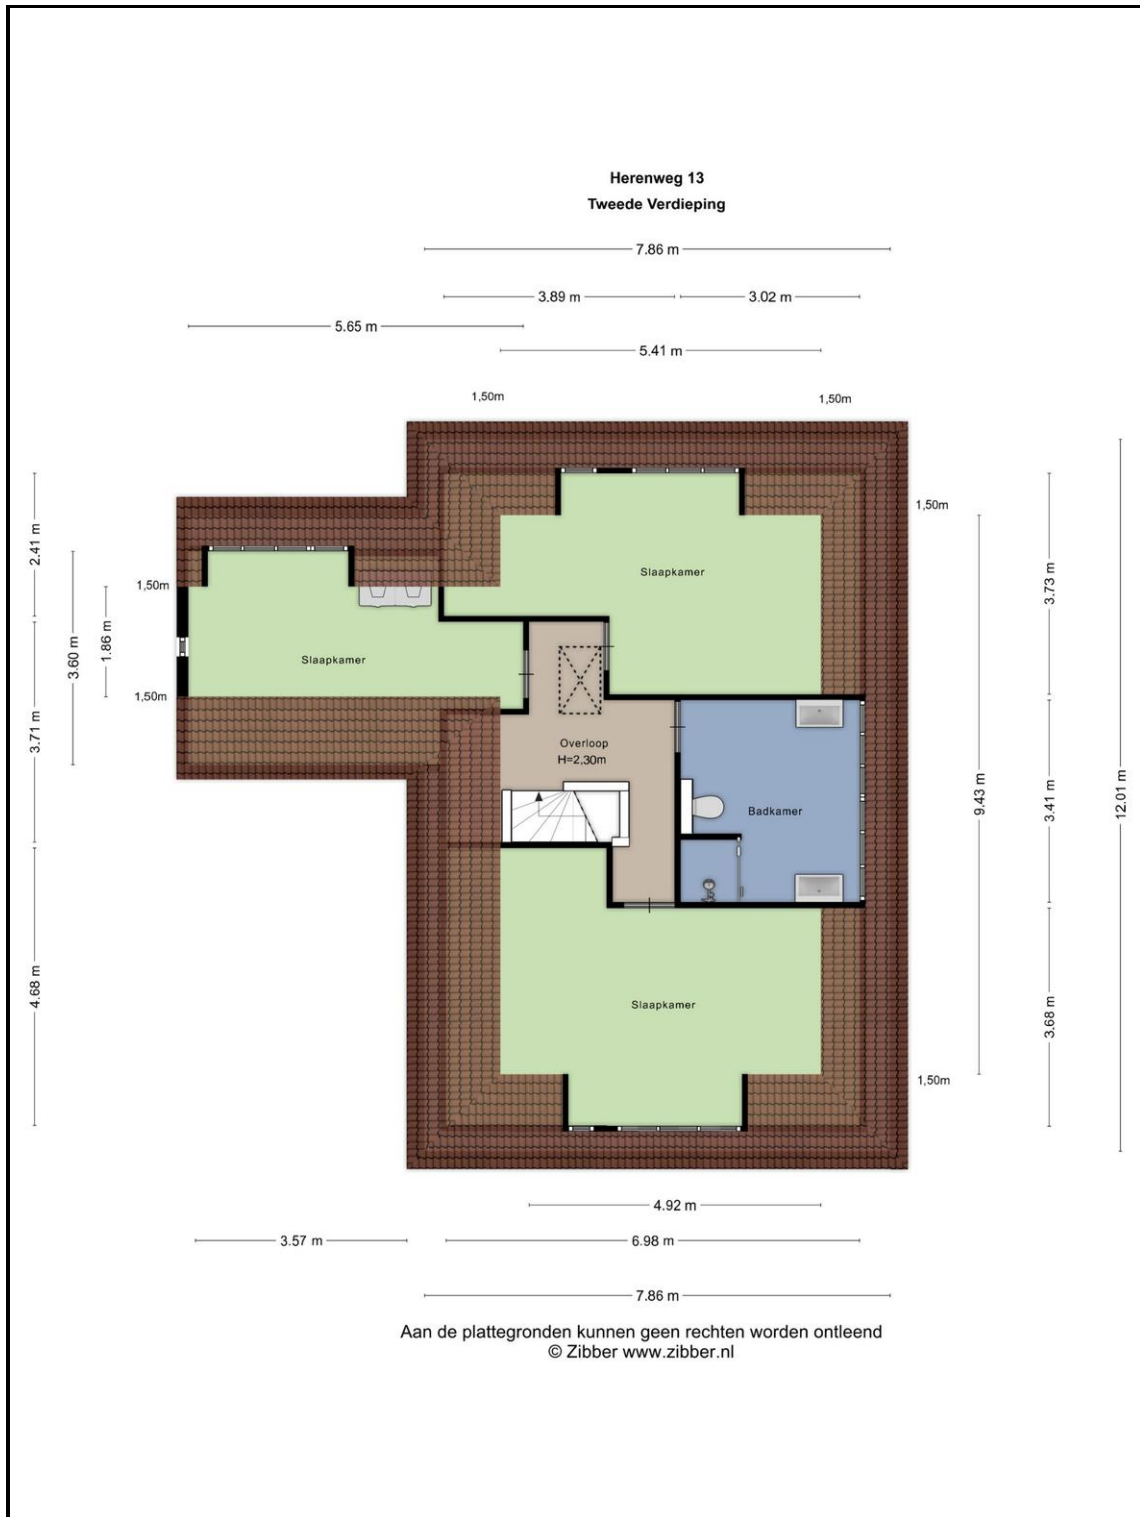 Herenweg 13
Tweede Verdieping
7.86 m
3.89 m
3.02 m
5.65 m
5.41 m
1,50m
1,50m
1,50m
2.41 m
3.73 m
Slaapkamer
1,50m
1.86 m
3.60 m
Slaapkamer
1,50m
3.71 m
Overloop
H=2,30m
Badkamer
3.41 m
9.43 m
12.01 m
4.68 m
Slaapkamer
3.68 m
1,50m
4.92 m
3.57 m
6.98 m
7.86 m
Aan de plattegronden kunnen geen rechten worden ontleend
© Zibber www.zibber.nl